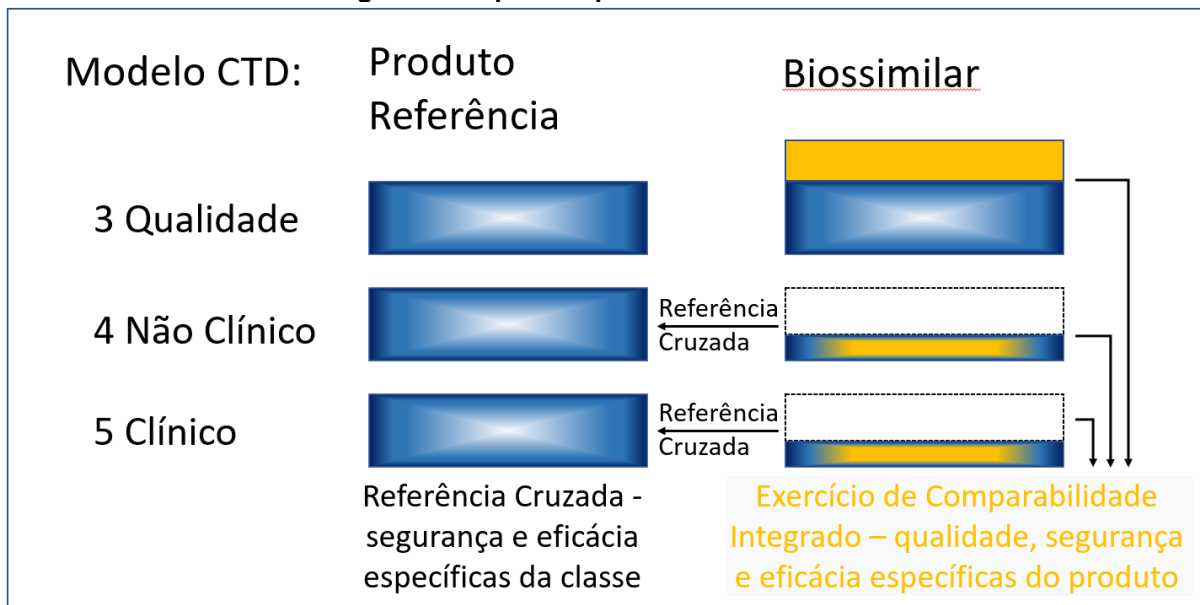 Modelo CTD:
Produto
Referência
Biossimilar
3 Qualidade
4 Não Clínico
Referência
Cruzada
5 Clínico
Referência
Cruzada
Referência Cruzada -
segurança e eficácia
específicas da classe
Exercício de Comparabilidade
Integrado – qualidade, segurança
e eficácia específicas do produto